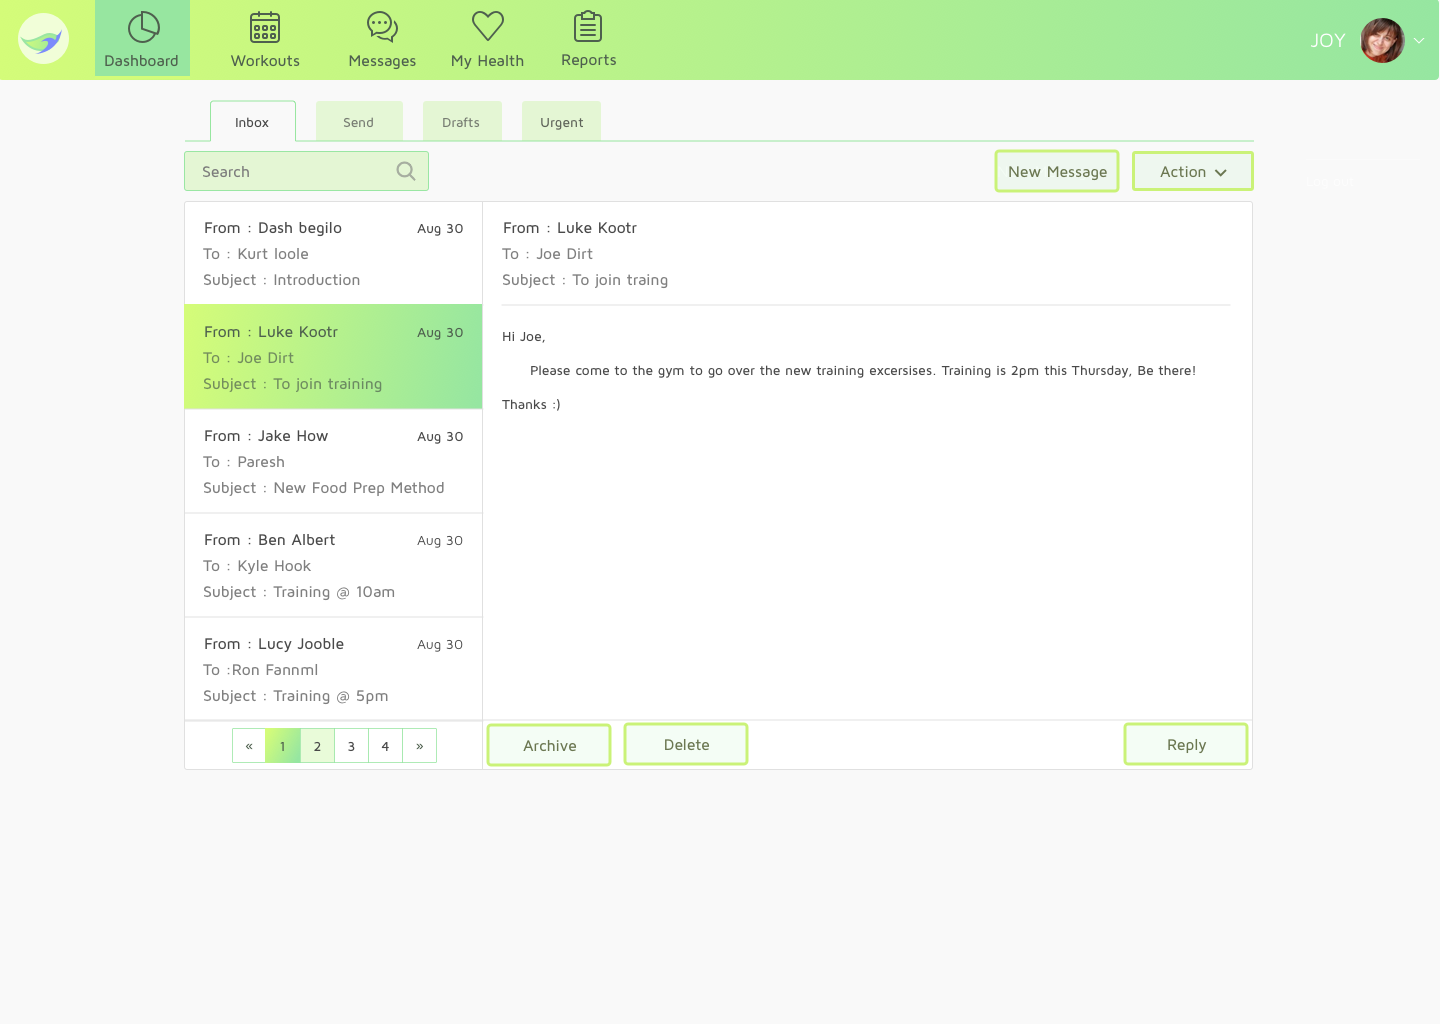 Dashboard
Workouts
Messages
My Health
Reports
JOY
Inbox
Send
Drafts
Urgent
Search
New Message
Action
From : Dash begilo
Aug 30
To : Kurt loole
Subject : Introduction
From : Luke Kootr
Aug 30
To : Joe Dirt
Subject : To join training
From : Jake How
Aug 30
To : Paresh
Subject : New Food Prep Method
From : Ben Albert
Aug 30
To : Kyle Hook
Subject : Training @ 10am
From : Lucy Jooble
Aug 30
To :Ron Fannml
Subject : Training @ 5pm
« 1 2 3 4 »
From : Luke Kootr
To : Joe Dirt
Subject : To join traing
Hi Joe,
Please come to the gym to go over the new training excersises. Training is 2pm this Thursday, Be there!
Thanks :)
Archive
Delete
Reply